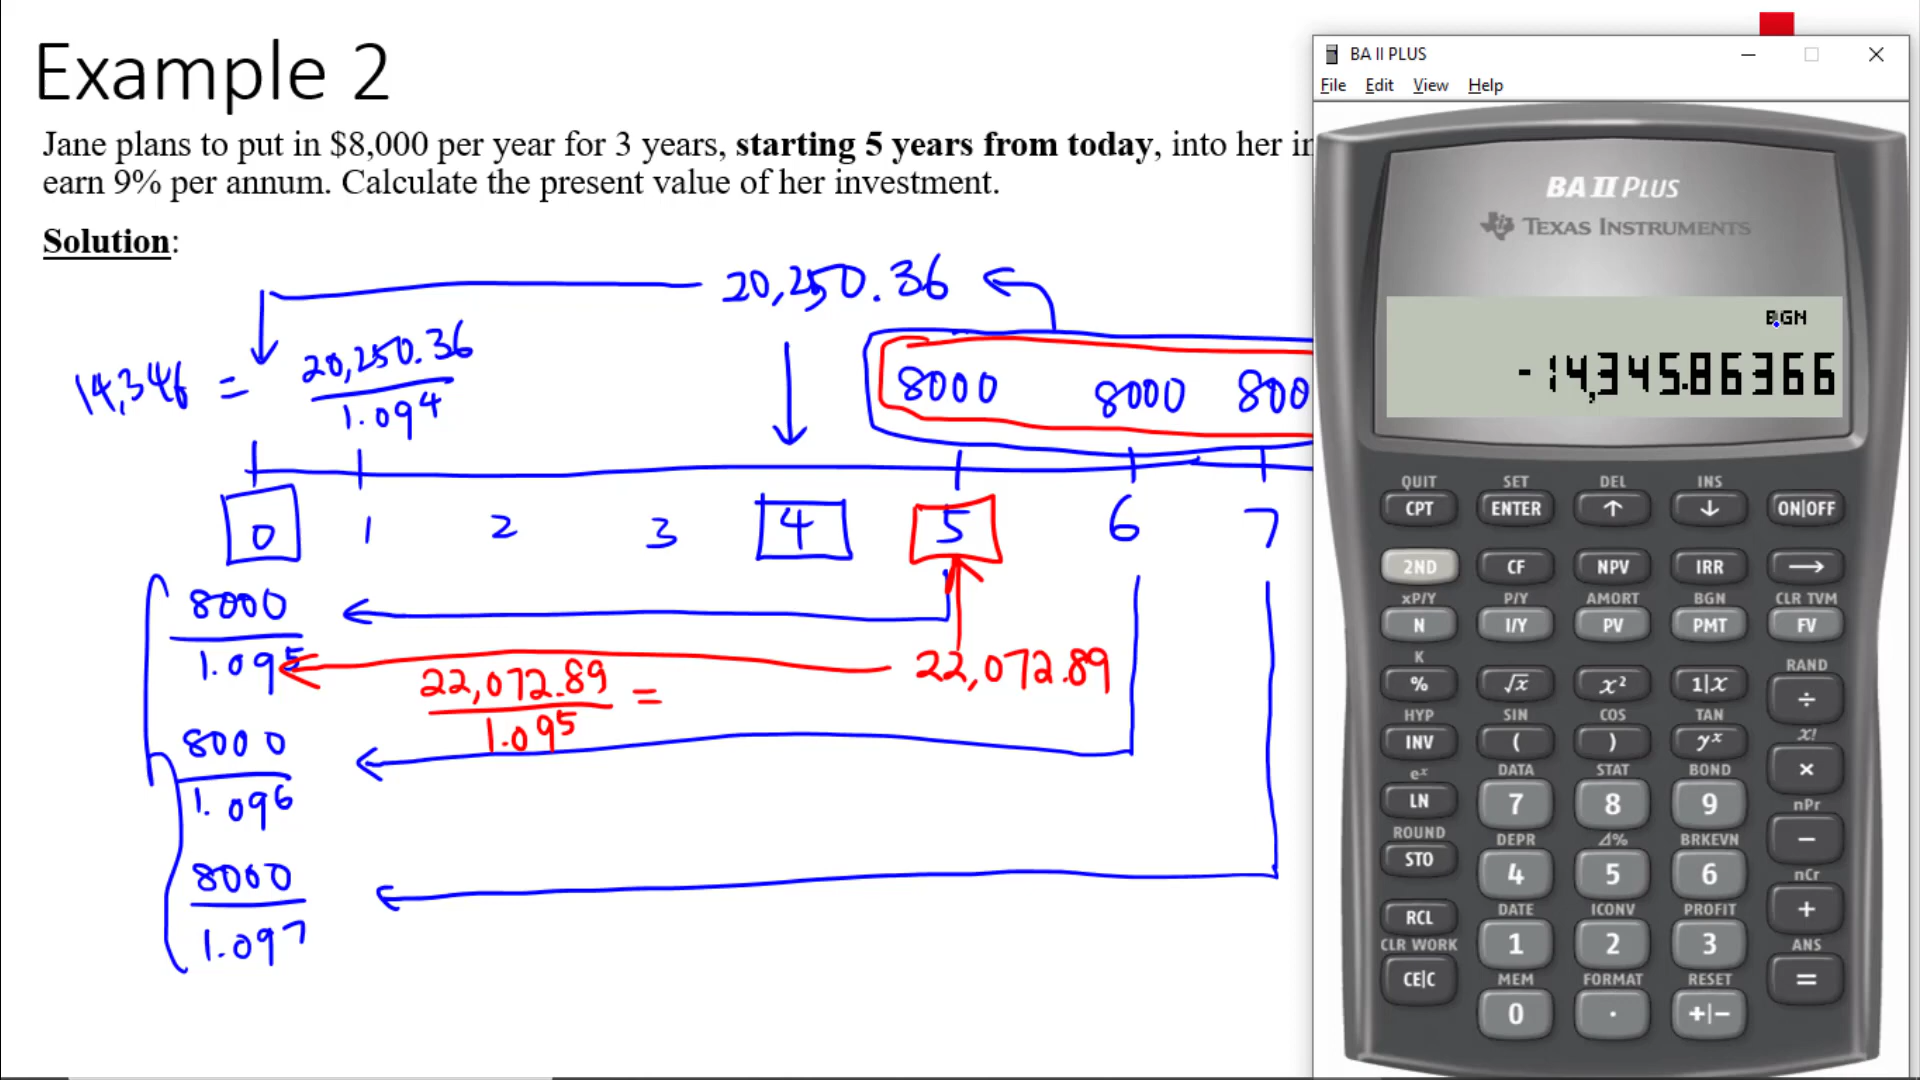 Example 2
Jane plans to put in $8,000 per year for 3 years, starting 5 years from today, into her
earn 9% per annum. Calculate the present value of her investment.
Solution:
20,250.36
14,346 = 20,250.36
1.09⁴
8000 8000 800
0 1 2 3 4 5 6 7
8000
1.09⁵
22,072.89 = 22,072.89
1.09⁵
8000
1.09⁶
8000
1.09⁷
BA II PLUS
File Edit View Help
BA II PLUS
TEXAS INSTRUMENTS
BGN
-14,345.86366
QUIT SET DEL INS
CPT ENTER ↑ ↓ ON|OFF
2ND CF NPV IRR →
xP/Y P/Y AMORT BGN CLR TVM
N I/Y PV PMT FV
K RAND
% √x x² 1|x ÷
HYP SIN COS TAN x!
INV ( ) yˣ ×
eˣ DATA STAT BOND nPr
LN 7 8 9 −
ROUND DEPR Δ% BRKEVN nCr
STO 4 5 6 +
RCL DATE ICONV PROFIT ANS
CLR WORK 1 2 3 =
CE|C MEM FORMAT RESET
0 . +|−